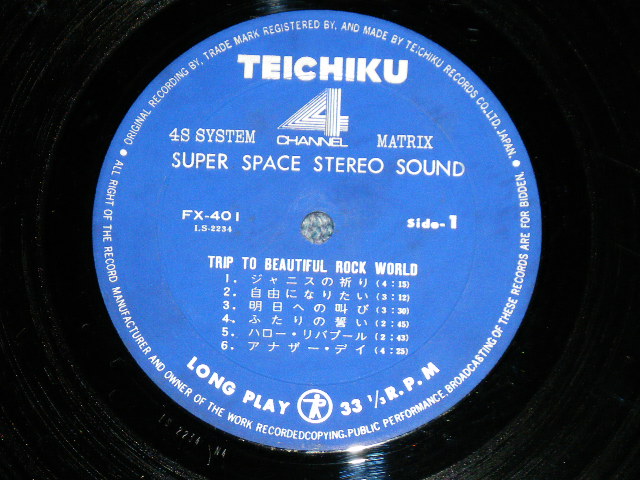 • ORIGINAL RECORDING BY, TRADE MARK REGISTERED BY, AND MADE BY TEICHIKU RECORDS CO.,LTD. JAPAN. •
TEICHIKU
4
4S SYSTEM CHANNEL MATRIX
SUPER SPACE STEREO SOUND
FX-401 Side-1
LS-2234
TRIP TO BEAUTIFUL ROCK WORLD
1. ジャニスの祈り (4:13)
2. 自由になりたい (3:12)
3. 明日への叫び (3:30)
4. ふたりの誓い (2:45)
5. ハロー・リバプール (2:43)
6. アナザー・デイ (4:25)
LONG PLAY 33 1/3 R.P.M
ALL RIGHT OF THE RECORD MANUFACTURER AND OWNER OF THE WORK RECORDEDCOPYING.PUBLIC PERFORMANCE.BROADCASTING OF THESE RECORDS ARE FOR BIDDEN.